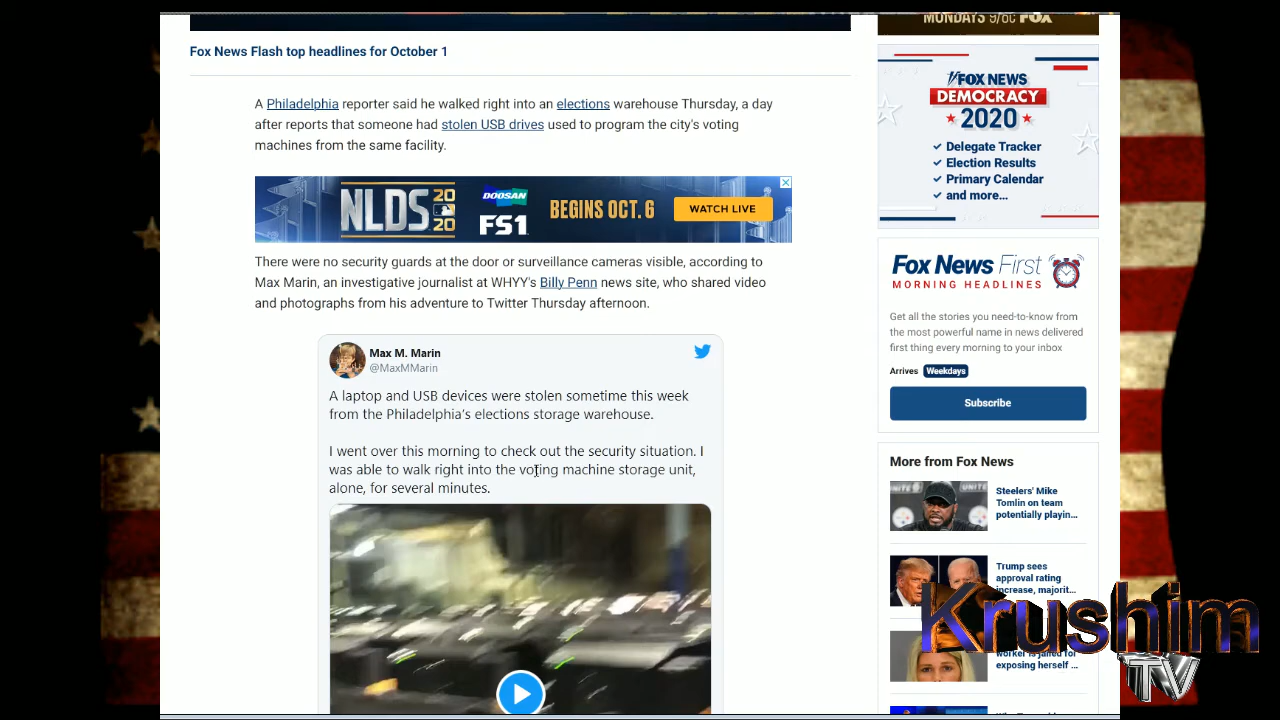 MONDAYS 9/8c FOX
Fox News Flash top headlines for October 1
A Philadelphia reporter said he walked right into an elections warehouse Thursday, a day
after reports that someone had stolen USB drives used to program the city's voting
machines from the same facility.
NLDS 2020
DOOSAN
FS1
BEGINS OCT. 6
WATCH LIVE
There were no security guards at the door or surveillance cameras visible, according to
Max Marin, an investigative journalist at WHYY's Billy Penn news site, who shared video
and photographs from his adventure to Twitter Thursday afternoon.
Max M. Marin
@MaxMMarin
A laptop and USB devices were stolen sometime this week
from the Philadelphia's elections storage warehouse.
I went over this morning to check out the security situation. I
was able to walk right into the voting machine storage unit,
alone, for several minutes.
FOX NEWS
DEMOCRACY
2020
Delegate Tracker
Election Results
Primary Calendar
and more...
Fox News First
MORNING HEADLINES
Get all the stories you need-to-know from
the most powerful name in news delivered
first thing every morning to your inbox
Arrives Weekdays
Subscribe
More from Fox News
Steelers' Mike
Tomlin on team
potentially playin...
Trump sees
approval rating
increase, majorit...
worker is jailed for
exposing herself ...
Krushim
TV